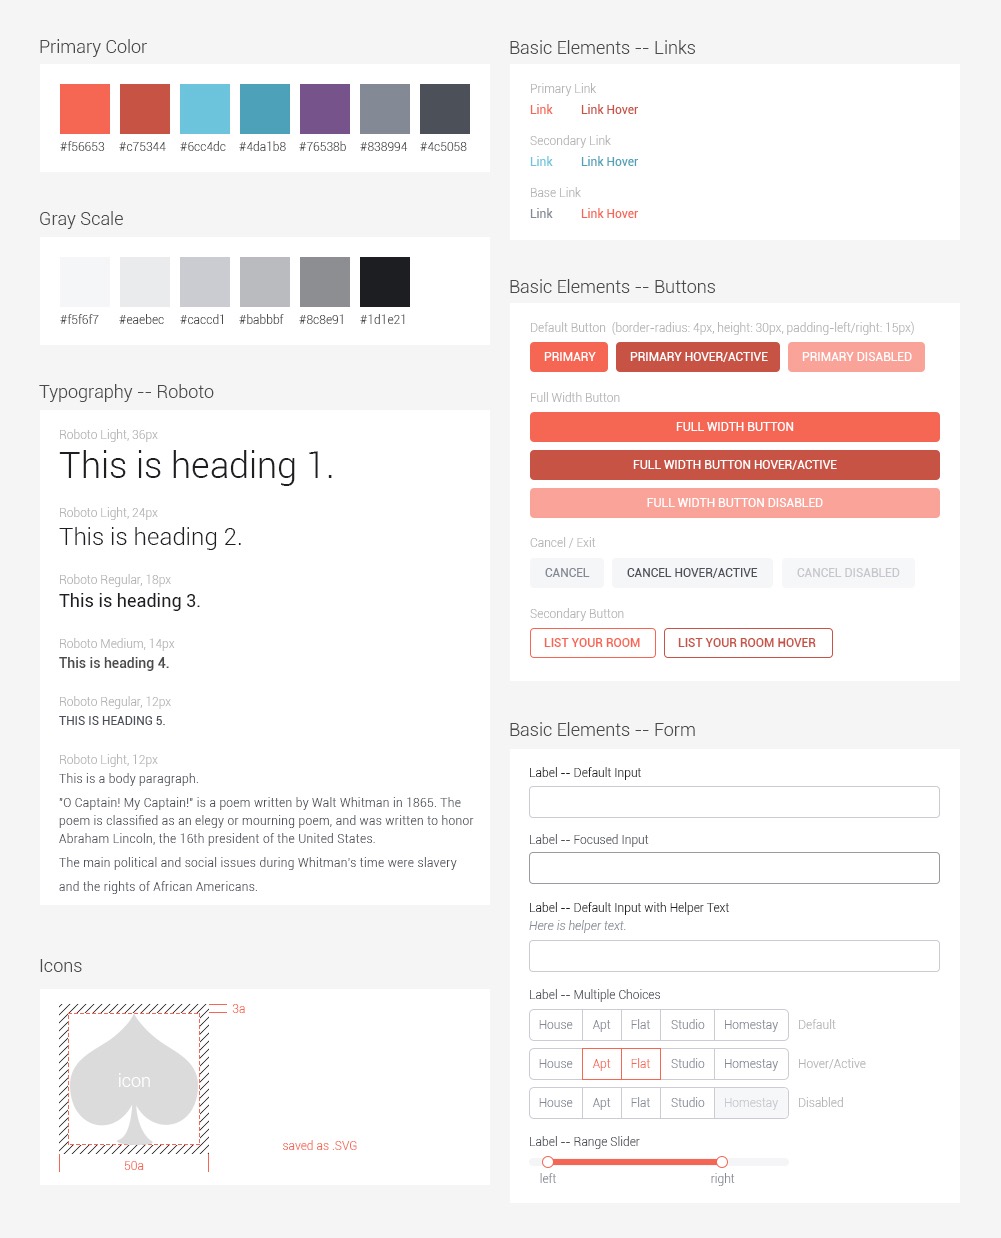 Primary Color
#f56653 #c75344 #6cc4dc #4da1b8 #76538b #838994 #4c5058
Gray Scale
#f5f6f7 #eaebec #caccd1 #babbbf #8c8e91 #1d1e21
Typography -- Roboto
Roboto Light, 36px
This is heading 1.
Roboto Light, 24px
This is heading 2.
Roboto Regular, 18px
This is heading 3.
Roboto Medium, 14px
This is heading 4.
Roboto Regular, 12px
THIS IS HEADING 5.
Roboto Light, 12px
This is a body paragraph.
"O Captain! My Captain!" is a poem written by Walt Whitman in 1865. The
poem is classified as an elegy or mourning poem, and was written to honor
Abraham Lincoln, the 16th president of the United States.
The main political and social issues during Whitman's time were slavery
and the rights of African Americans.
Icons
3a
icon
saved as .SVG
50a
Basic Elements -- Links
Primary Link
Link Link Hover
Secondary Link
Link Link Hover
Base Link
Link Link Hover
Basic Elements -- Buttons
Default Button (border-radius: 4px, height: 30px, padding-left/right: 15px)
PRIMARY PRIMARY HOVER/ACTIVE PRIMARY DISABLED
Full Width Button
FULL WIDTH BUTTON
FULL WIDTH BUTTON HOVER/ACTIVE
FULL WIDTH BUTTON DISABLED
Cancel / Exit
CANCEL CANCEL HOVER/ACTIVE CANCEL DISABLED
Secondary Button
LIST YOUR ROOM LIST YOUR ROOM HOVER
Basic Elements -- Form
Label -- Default Input
Label -- Focused Input
Label -- Default Input with Helper Text
Here is helper text.
Label -- Multiple Choices
House Apt Flat Studio Homestay Default
House Apt Flat Studio Homestay Hover/Active
House Apt Flat Studio Homestay Disabled
Label -- Range Slider
left right